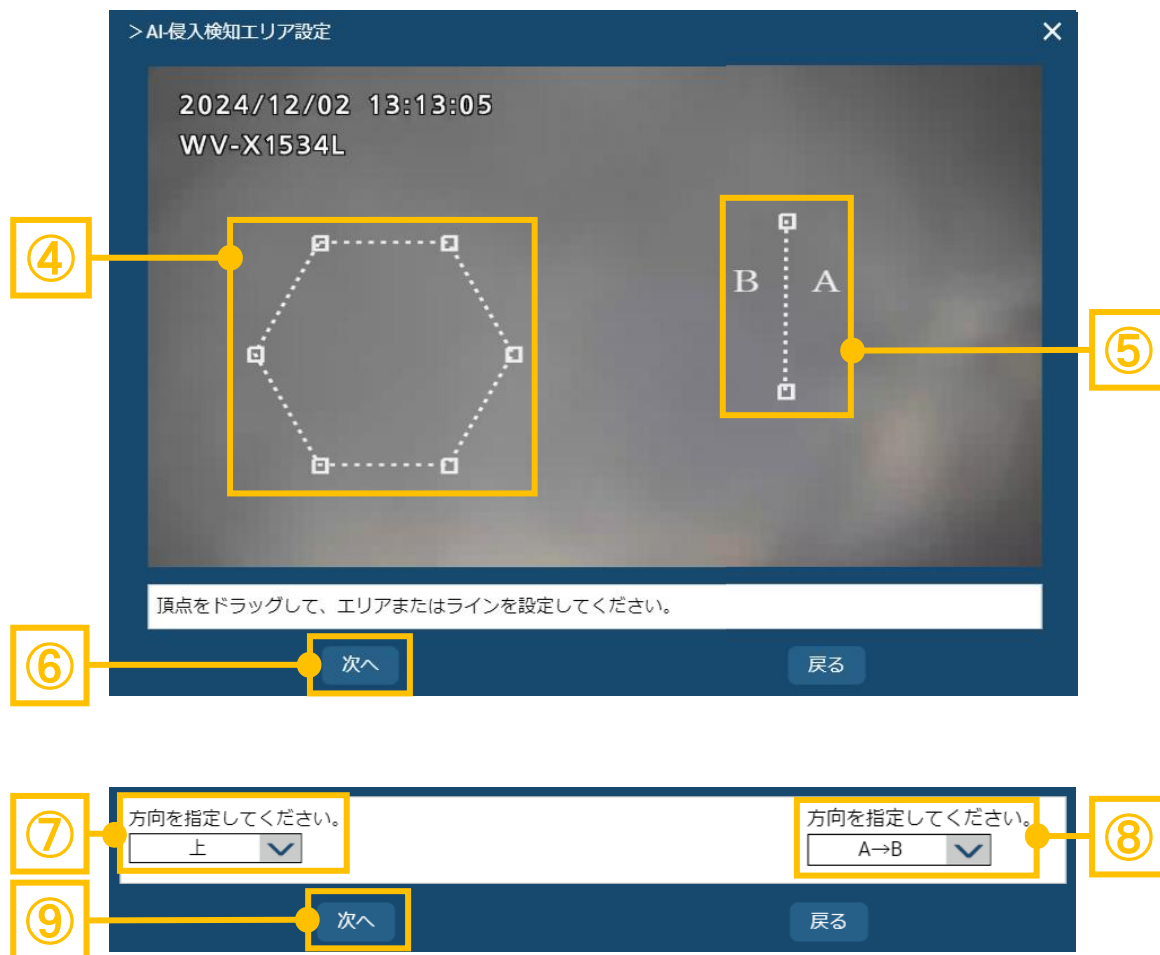 ＞AI-侵入検知エリア設定
2024/12/02 13:13:05
WV-X1534L
④
B A
⑤
頂点をドラッグして、エリアまたはラインを設定してください。
⑥
次へ 戻る
方向を指定してください。 方向を指定してください。
⑦
上 A→B
⑧
⑨
次へ 戻る